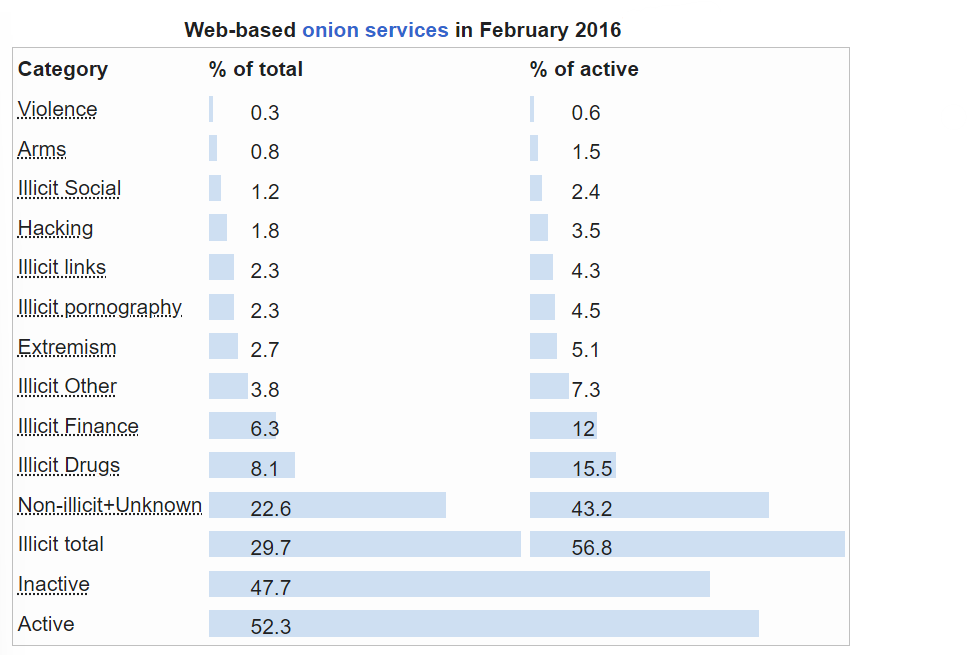 Web-based onion services in February 2016
Category % of total % of active
Violence 0.3 0.6
Arms 0.8 1.5
Illicit Social 1.2 2.4
Hacking 1.8 3.5
Illicit links 2.3 4.3
Illicit pornography 2.3 4.5
Extremism 2.7 5.1
Illicit Other 3.8 7.3
Illicit Finance 6.3 12
Illicit Drugs 8.1 15.5
Non-illicit+Unknown 22.6 43.2
Illicit total 29.7 56.8
Inactive 47.7
Active 52.3